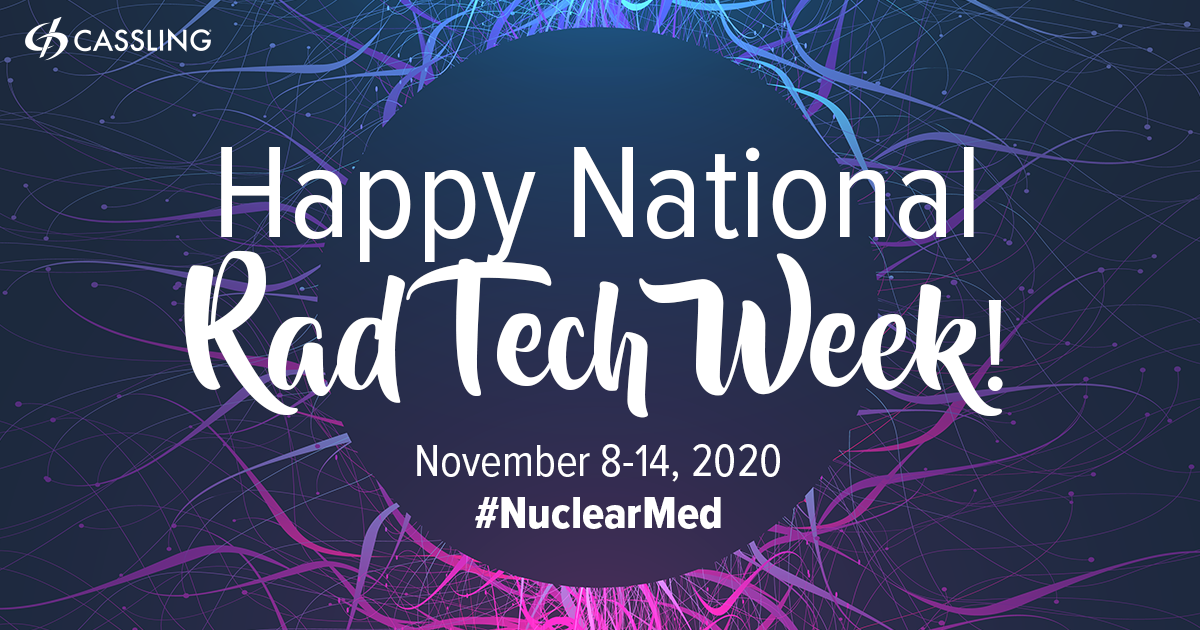 CASSLING
Happy National
Rad Tech Week!
November 8-14, 2020
#NuclearMed